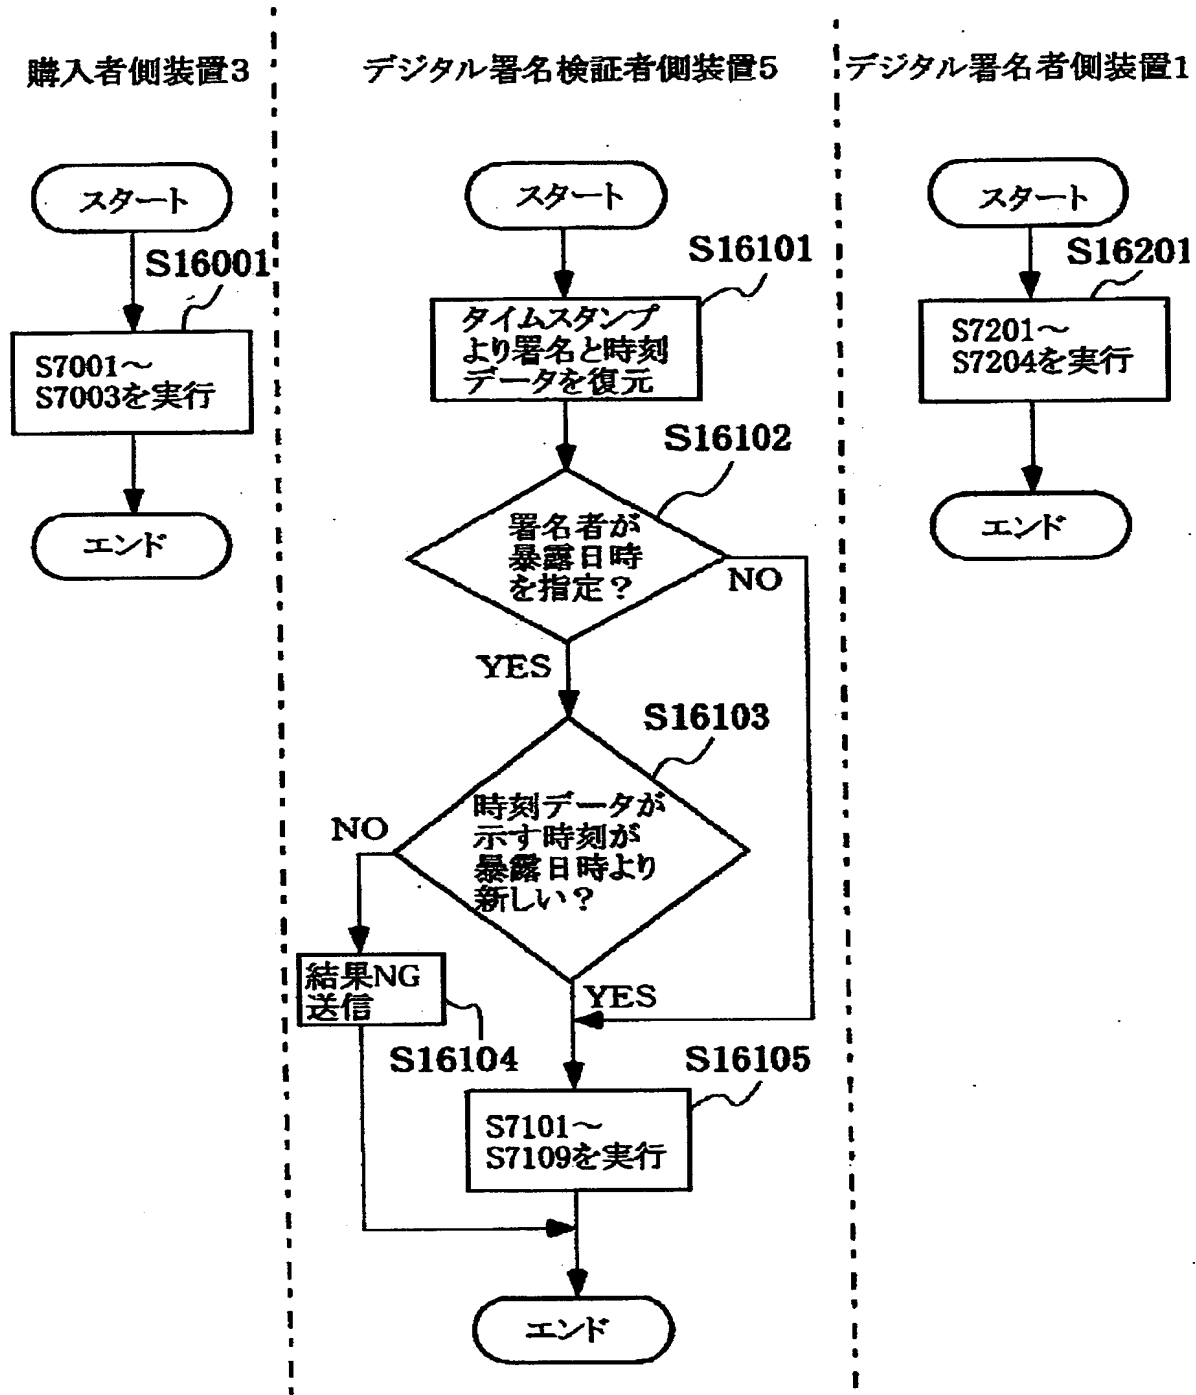 購入者側装置3
スタート
S16001
S7001～
S7003を実行
エンド
デジタル署名検証者側装置5
スタート
S16101
タイムスタンプ
より署名と時刻
データを復元
S16102
署名者が
暴露日時
を指定？
NO
YES
S16103
時刻データが
示す時刻が
暴露日時より
新しい？
NO
YES
結果NG
送信
S16104
S16105
S7101～
S7109を実行
エンド
デジタル署名者側装置1
スタート
S16201
S7201～
S7204を実行
エンド